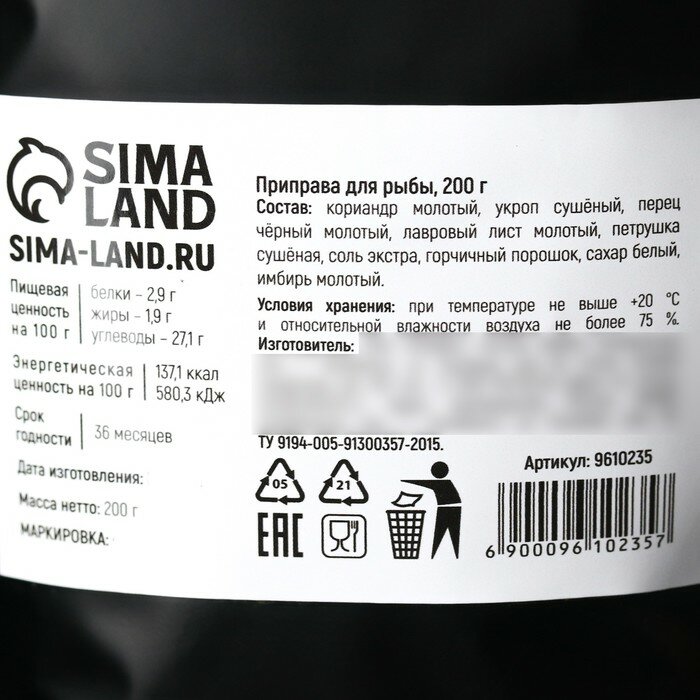 SIMA
LAND
SIMA-LAND.RU
Пищевая
ценность
на 100 г
белки – 2,9 г
жиры – 1,9 г
углеводы – 27,1 г
Энергетическая
ценность на 100 г
137,1 ккал
580,3 кДж
Срок
годности
36 месяцев
Дата изготовления:
Масса нетто: 200 г
МАРКИРОВКА:
Приправа для рыбы, 200 г
Состав: кориандр молотый, укроп сушёный, перец
чёрный молотый, лавровый лист молотый, петрушка
сушёная, соль экстра, горчичный порошок, сахар белый,
имбирь молотый.
Условия хранения: при температуре не выше +20 °С
и относительной влажности воздуха не более 75 %.
Изготовитель:
ТУ 9194-005-91300357-2015.
05
21
EAC
Артикул: 9610235
6 900096 102357